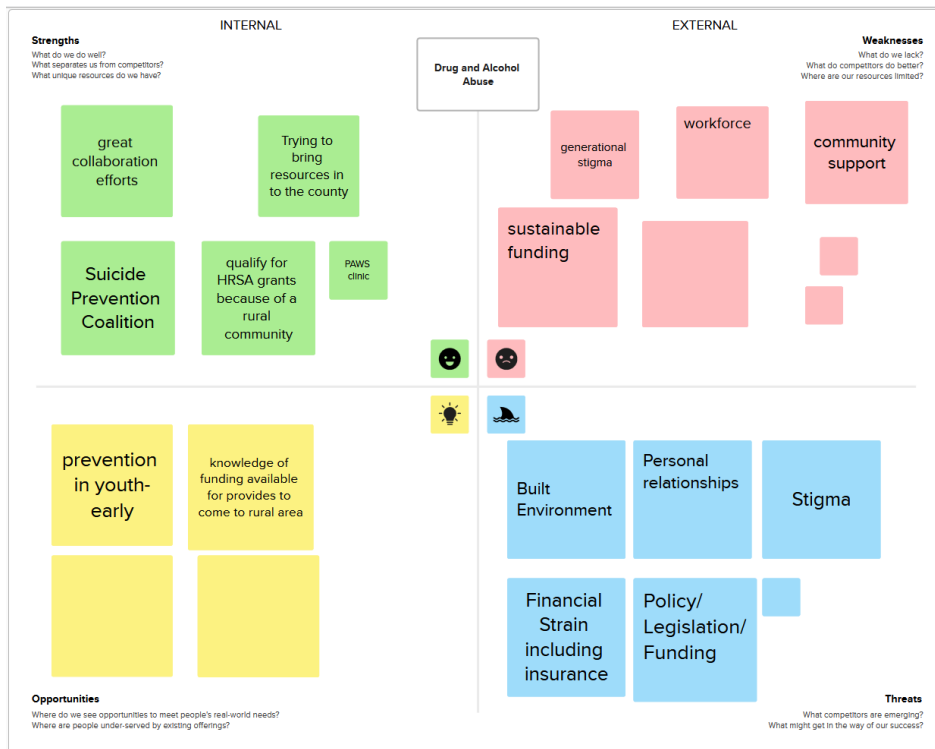 INTERNAL
EXTERNAL
Strengths
What do we do well?
What separates us from competitors?
What unique resources do we have?
Drug and Alcohol
Abuse
Weaknesses
What do we lack?
What do competitors do better?
Where are our resources limited?
great
collaboration
efforts
Trying to
bring
resources in
to the county
generational
stigma
workforce
community
support
Suicide
Prevention
Coalition
qualify for
HRSA grants
because of a
rural
community
PAWS
clinic
sustainable
funding
prevention
in youth-
early
knowledge of
funding available
for provides to
come to rural area
Built
Environment
Personal
relationships
Stigma
Financial
Strain
including
insurance
Policy/
Legislation/
Funding
Opportunities
Where do we see opportunities to meet people's real-world needs?
Where are people under-served by existing offerings?
Threats
What competitors are emerging?
What might get in the way of our success?